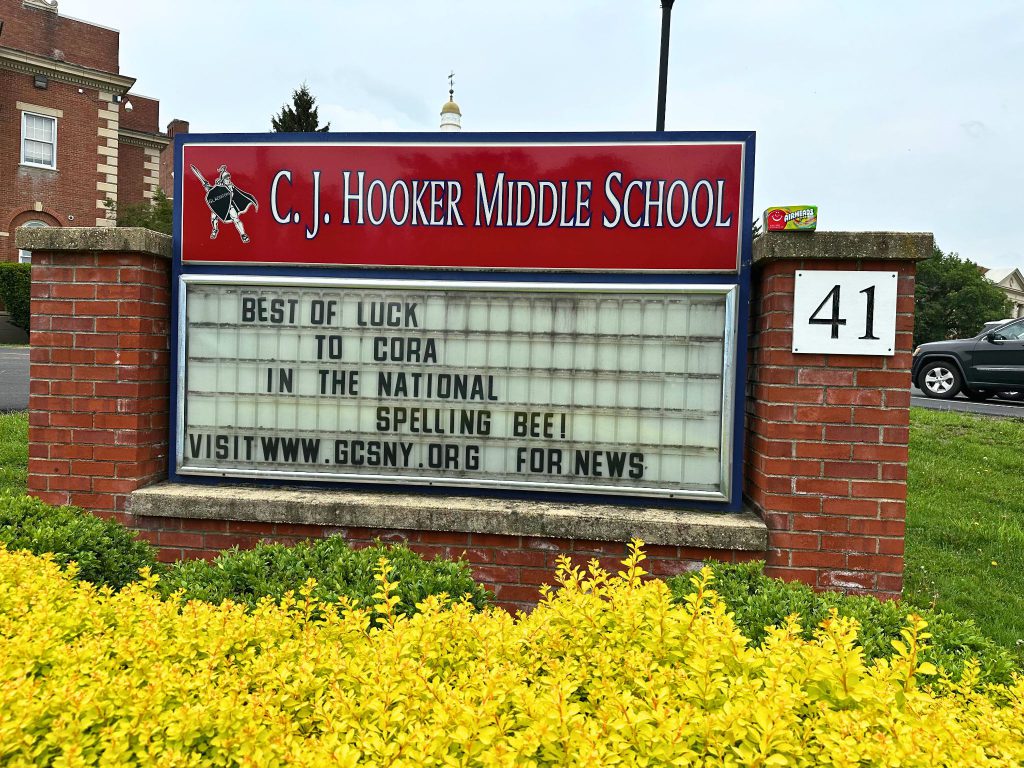 C. J. HOOKER MIDDLE SCHOOL
AIRHEADS
41
BEST OF LUCK
TO CORA
IN THE NATIONAL
SPELLING BEE!
VISIT WWW.GCSNY.ORG FOR NEWS